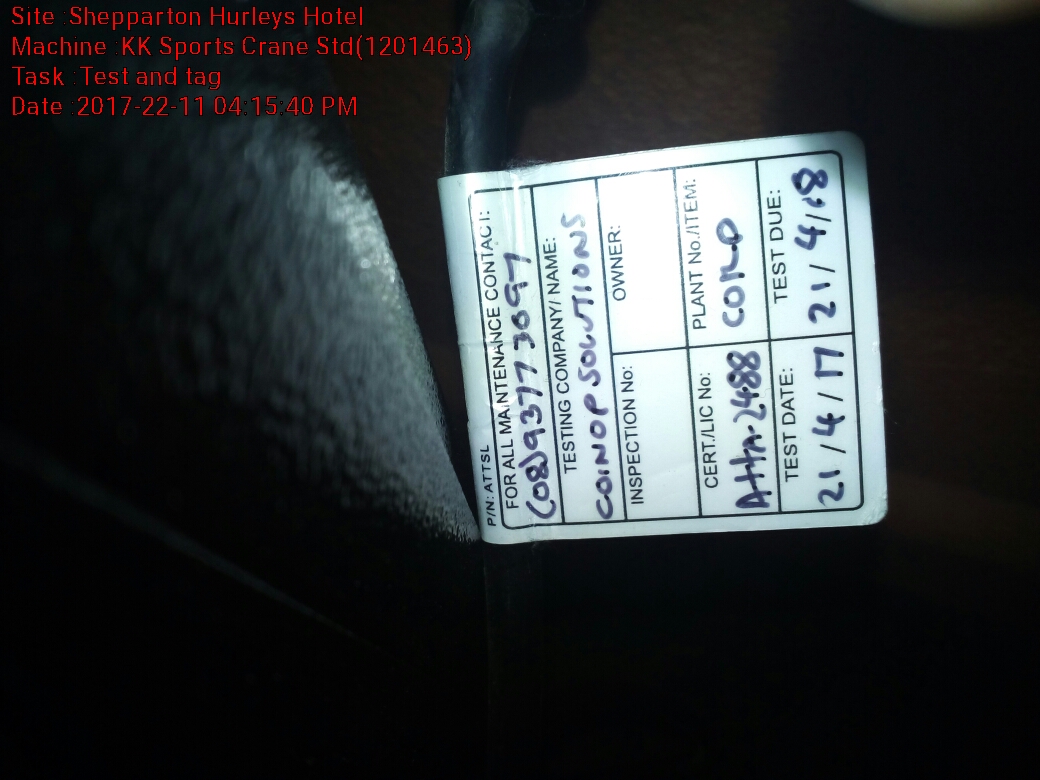 Site :Shepparton Hurleys Hotel
Machine :KK Sports Crane Std(1201463)
Task :Test and tag
Date :2017-22-11 04:15:40 PM
P/N: ATTSL
FOR ALL MAINTENANCE CONTACT:
(08) 9377 3097
TESTING COMPANY/ NAME:
COINOP SOLUTIONS
INSPECTION No:
OWNER:
CERT./LIC No:
ATTA-2488
PLANT No./ITEM:
CORD
TEST DATE:
21/4/17
TEST DUE:
21/4/18